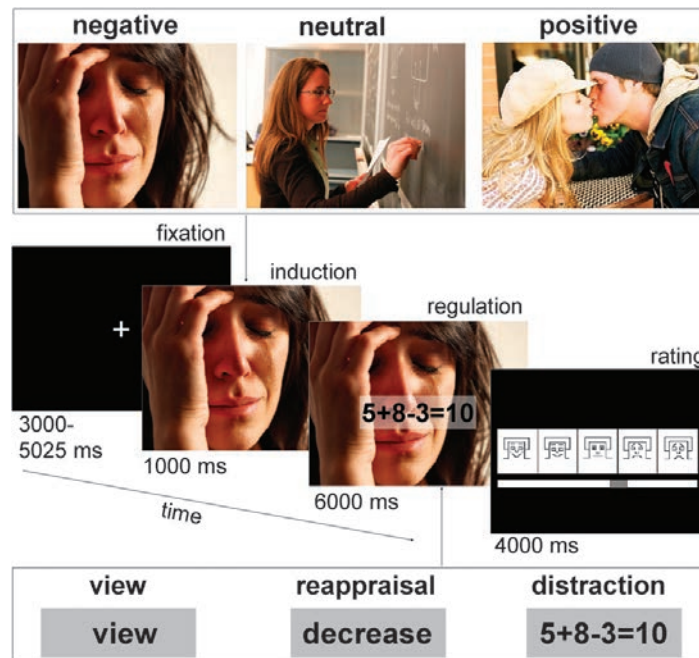 negative neutral positive
fixation
induction
regulation
rating
+
5+8-3=10
3000-
5025 ms
1000 ms
6000 ms
4000 ms
time
view reappraisal distraction
view decrease 5+8-3=10